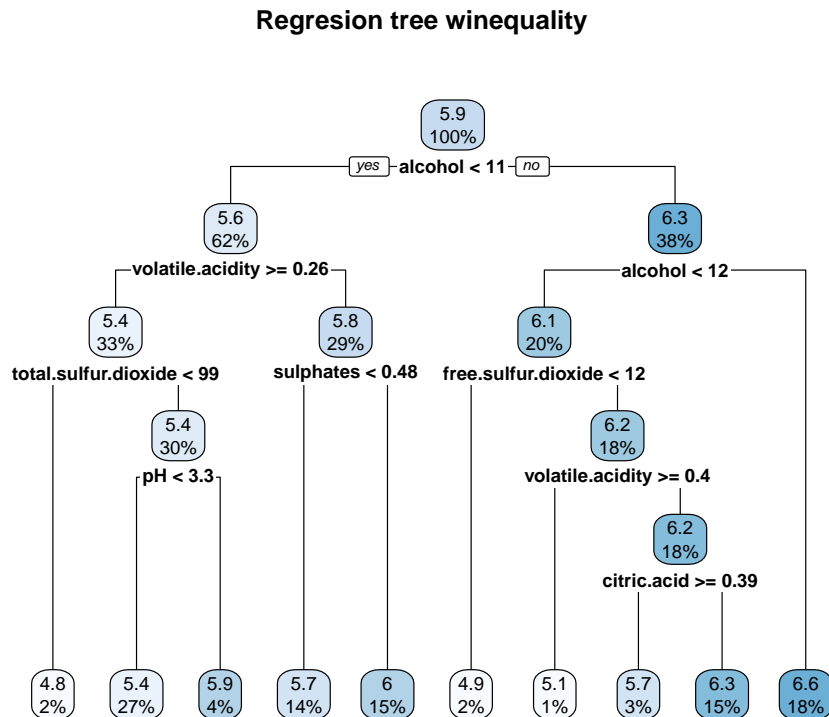 Regresion tree winequality
5.9
100%
yes alcohol < 11 no
5.6 6.3
62% 38%
volatile.acidity >= 0.26 alcohol < 12
5.4 5.8 6.1
33% 29% 20%
total.sulfur.dioxide < 99 sulphates < 0.48 free.sulfur.dioxide < 12
5.4 6.2
30% 18%
pH < 3.3 volatile.acidity >= 0.4
6.2
18%
citric.acid >= 0.39
4.8 5.4 5.9 5.7 6 4.9 5.1 5.7 6.3 6.6
2% 27% 4% 14% 15% 2% 1% 3% 15% 18%